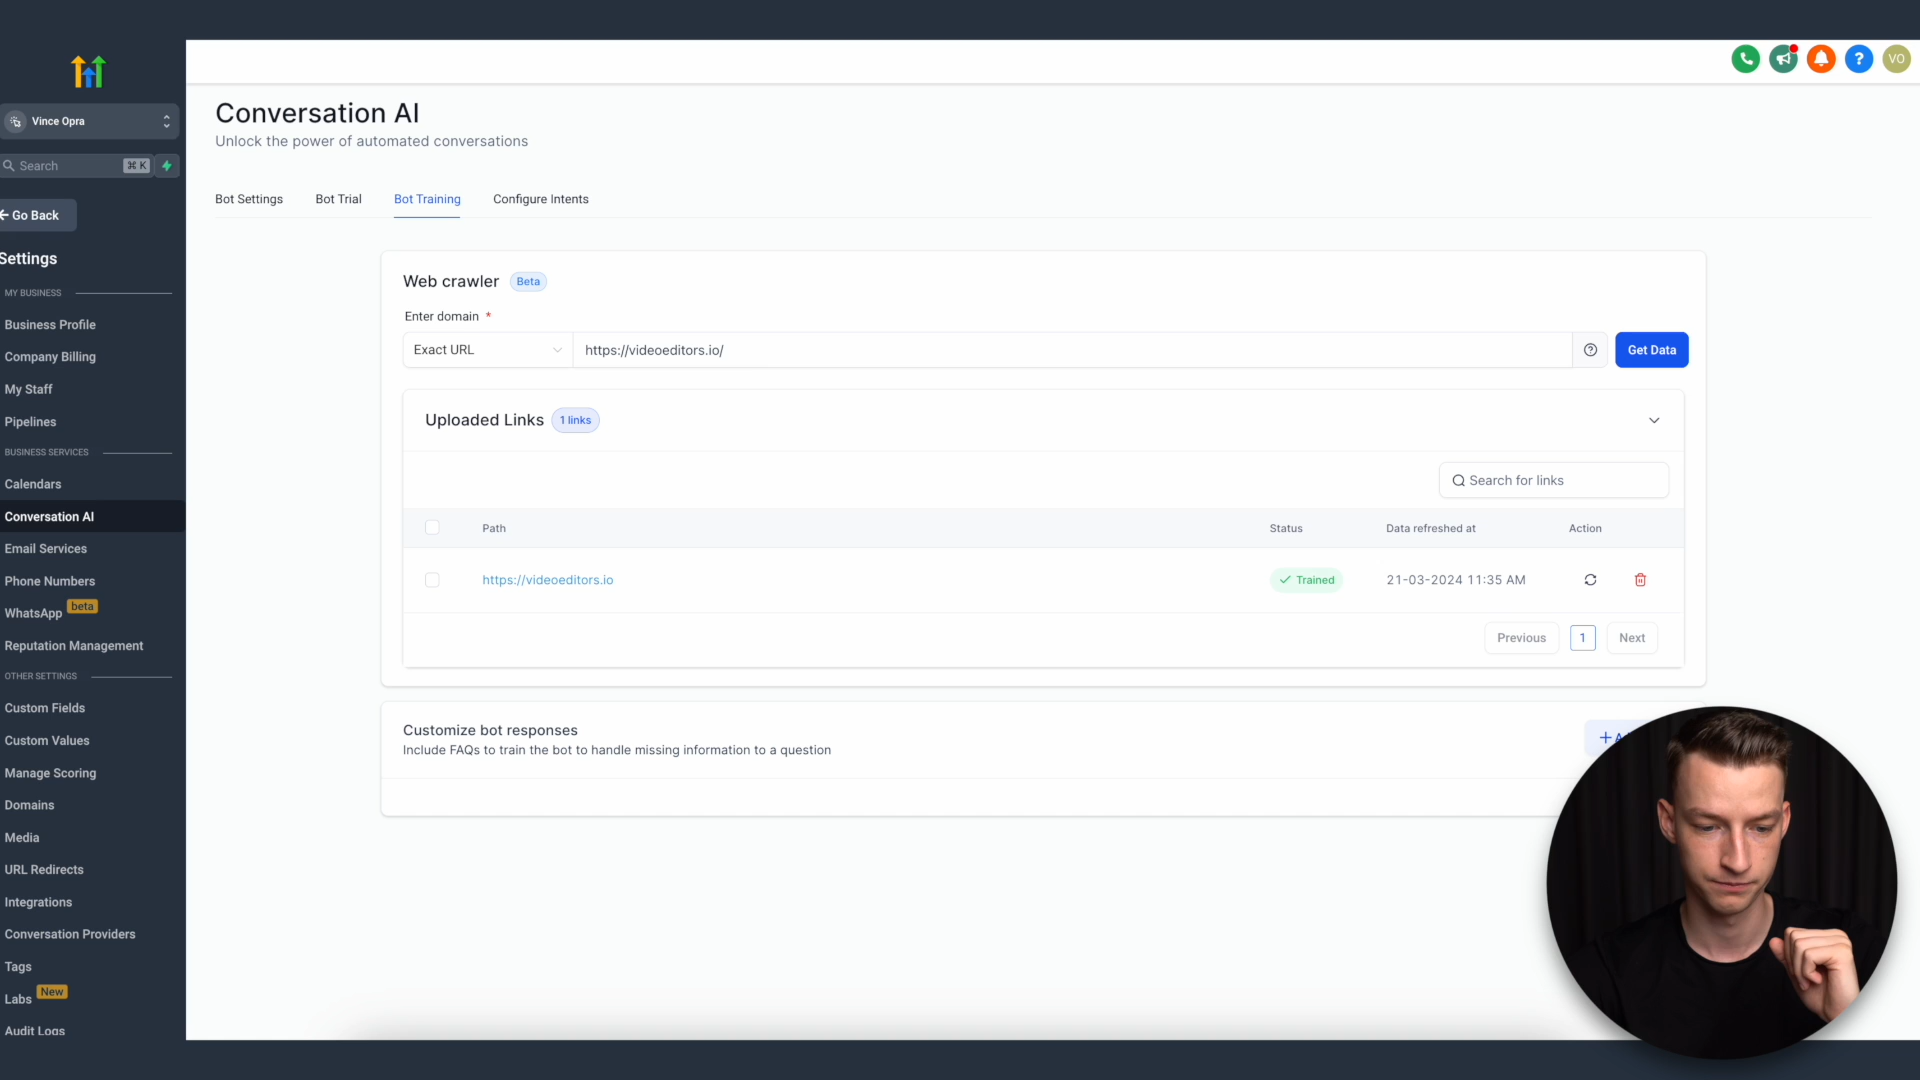 VO
Vince Opra
Search ⌘ K
Go Back
Settings
MY BUSINESS
Business Profile
Company Billing
My Staff
Pipelines
BUSINESS SERVICES
Calendars
Conversation AI
Email Services
Phone Numbers
WhatsApp beta
Reputation Management
OTHER SETTINGS
Custom Fields
Custom Values
Manage Scoring
Domains
Media
URL Redirects
Integrations
Conversation Providers
Tags
Labs New
Audit Logs
Conversation AI
Unlock the power of automated conversations
Bot Settings Bot Trial Bot Training Configure Intents
Web crawler Beta
Enter domain *
Exact URL https://videoeditors.io/ Get Data
Uploaded Links 1 links
Search for links
Path Status Data refreshed at Action
https://videoeditors.io Trained 21-03-2024 11:35 AM
Previous 1 Next
Customize bot responses
Include FAQs to train the bot to handle missing information to a question